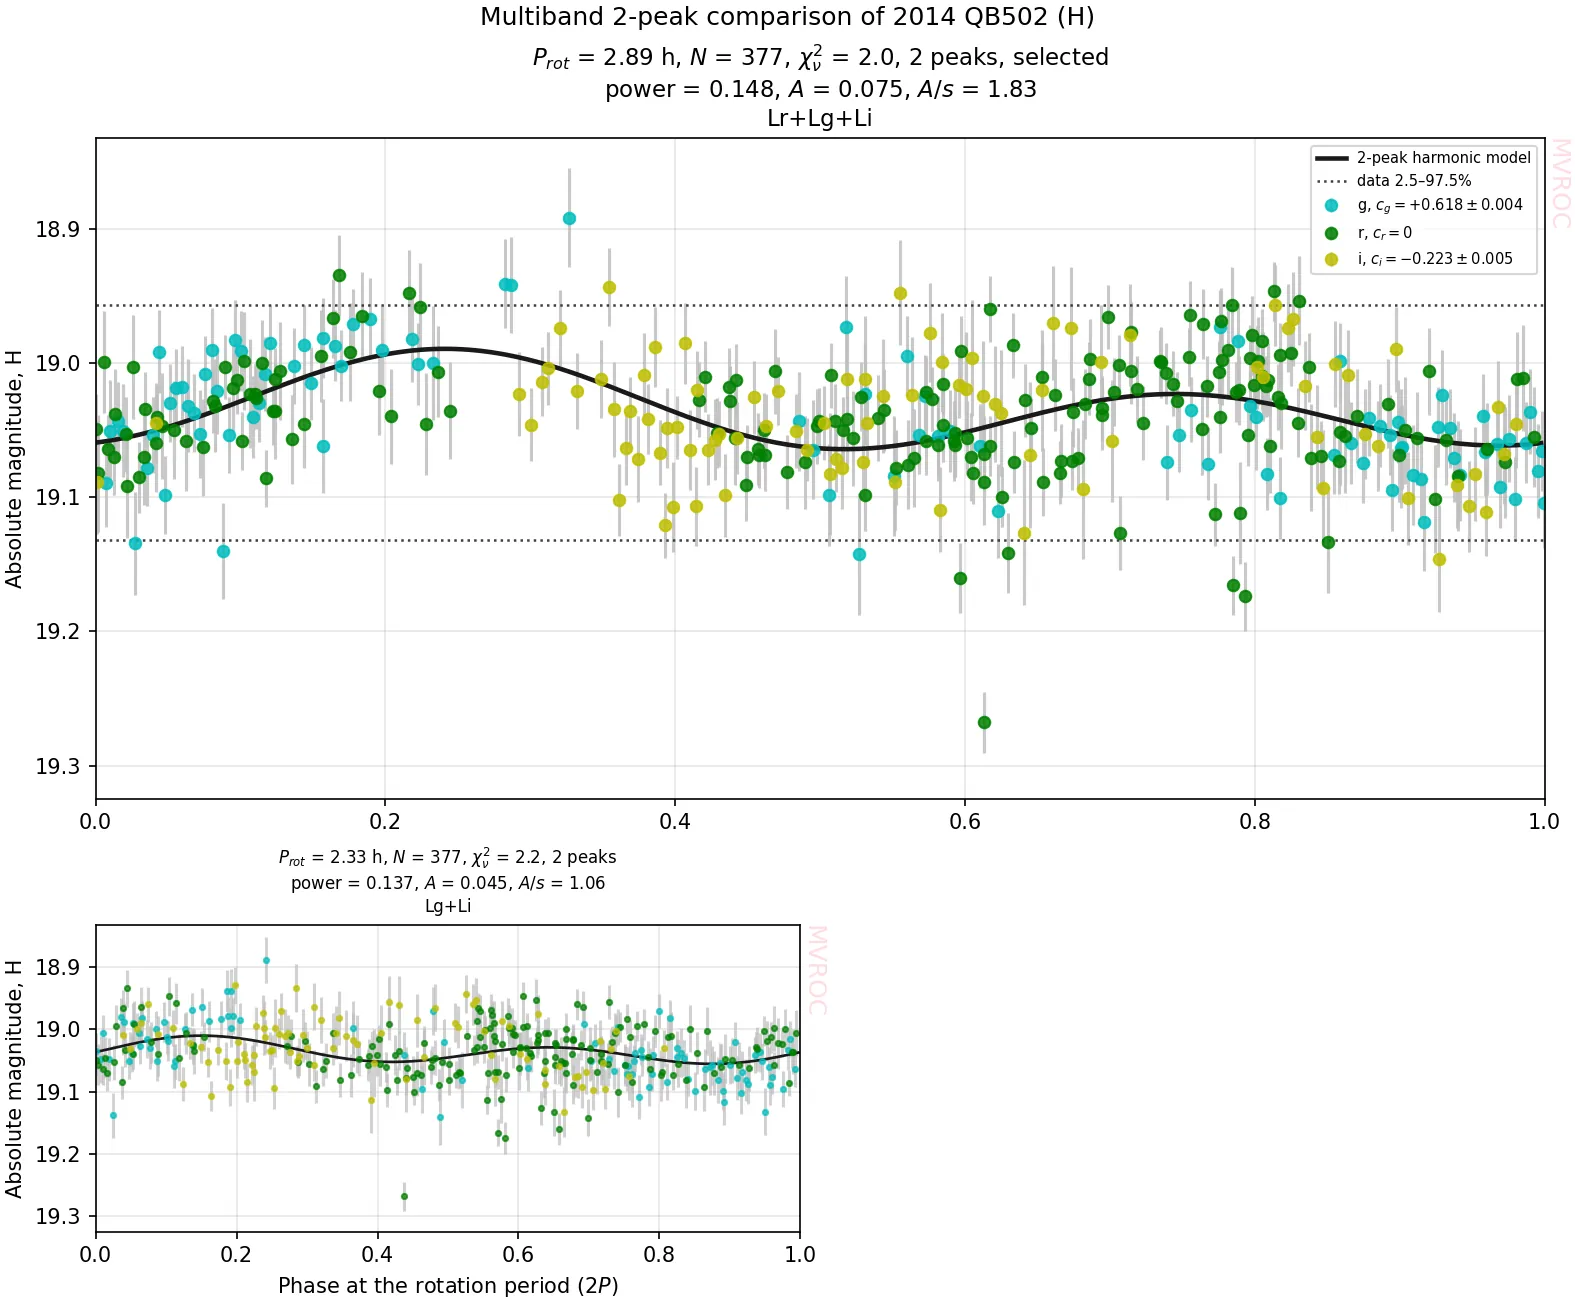 Multiband 2-peak comparison of 2014 QB502 (H)
P_rot = 2.89 h, N = 377, χ²_ν = 2.0, 2 peaks, selected
power = 0.148, A = 0.075, A/s = 1.83
Lr+Lg+Li
2-peak harmonic model
data 2.5–97.5%
g, c_g = +0.618 ± 0.004
r, c_r = 0
i, c_i = −0.223 ± 0.005
MVROC
Absolute magnitude, H
18.9
19.0
19.1
19.2
19.3
0.0 0.2 0.4 0.6 0.8 1.0
P_rot = 2.33 h, N = 377, χ²_ν = 2.2, 2 peaks
power = 0.137, A = 0.045, A/s = 1.06
Lg+Li
MVROC
Absolute magnitude, H
18.9
19.0
19.1
19.2
19.3
0.0 0.2 0.4 0.6 0.8 1.0
Phase at the rotation period (2P)